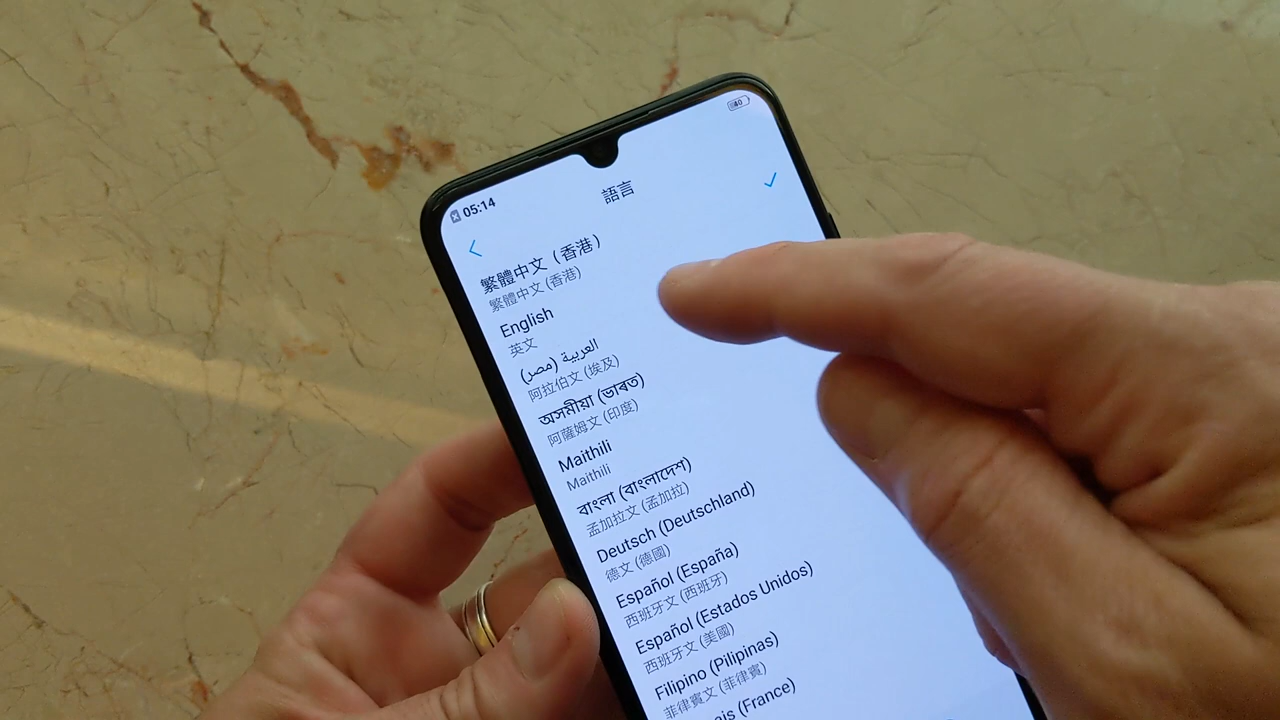 40
05:14
語言
繁體中文 (香港)
繁體中文 (香港)
English
英文
العربية (مصر)
阿拉伯文 (埃及)
অসমীয়া (ভাৰত)
阿薩姆文 (印度)
Maithili
Maithili
বাংলা (বাংলাদেশ)
孟加拉文 (孟加拉)
Deutsch (Deutschland)
德文 (德國)
Español (España)
西班牙文 (西班牙)
Español (Estados Unidos)
西班牙文 (美國)
Filipino (Pilipinas)
菲律賓文 (菲律賓)
ais (France)